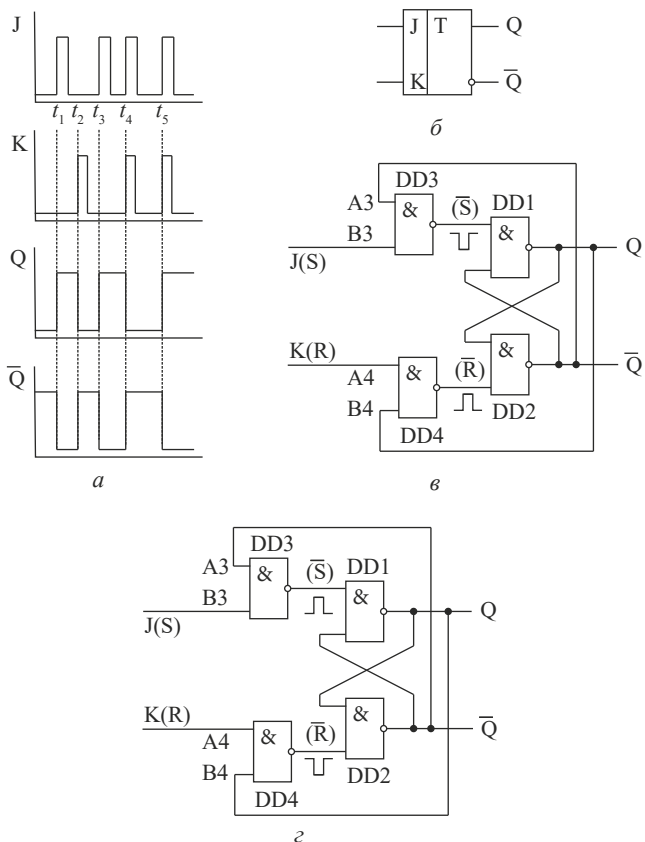 J
t₁ t₂ t₃ t₄ t₅
K
Q
Q̅
а
J T Q
K Q̅
б
DD3
A3
&
B3
J(S)
(S̅)
DD1
&
Q
K(R)
A4
&
B4
DD4
(R̅)
&
DD2
Q̅
в
DD3
A3
&
B3
J(S)
(S̅)
DD1
&
Q
K(R)
A4
&
B4
DD4
(R̅)
&
DD2
Q̅
г